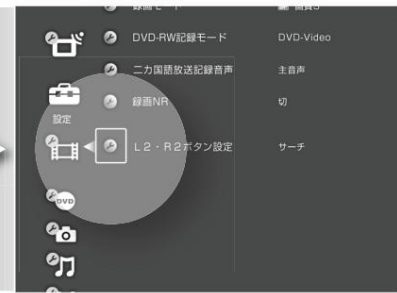 DVD-RW記録モード DVD-Video
二カ国語放送記録音声 主音声
録画NR 切
設定
L2・R2ボタン設定 サーチ
DVD